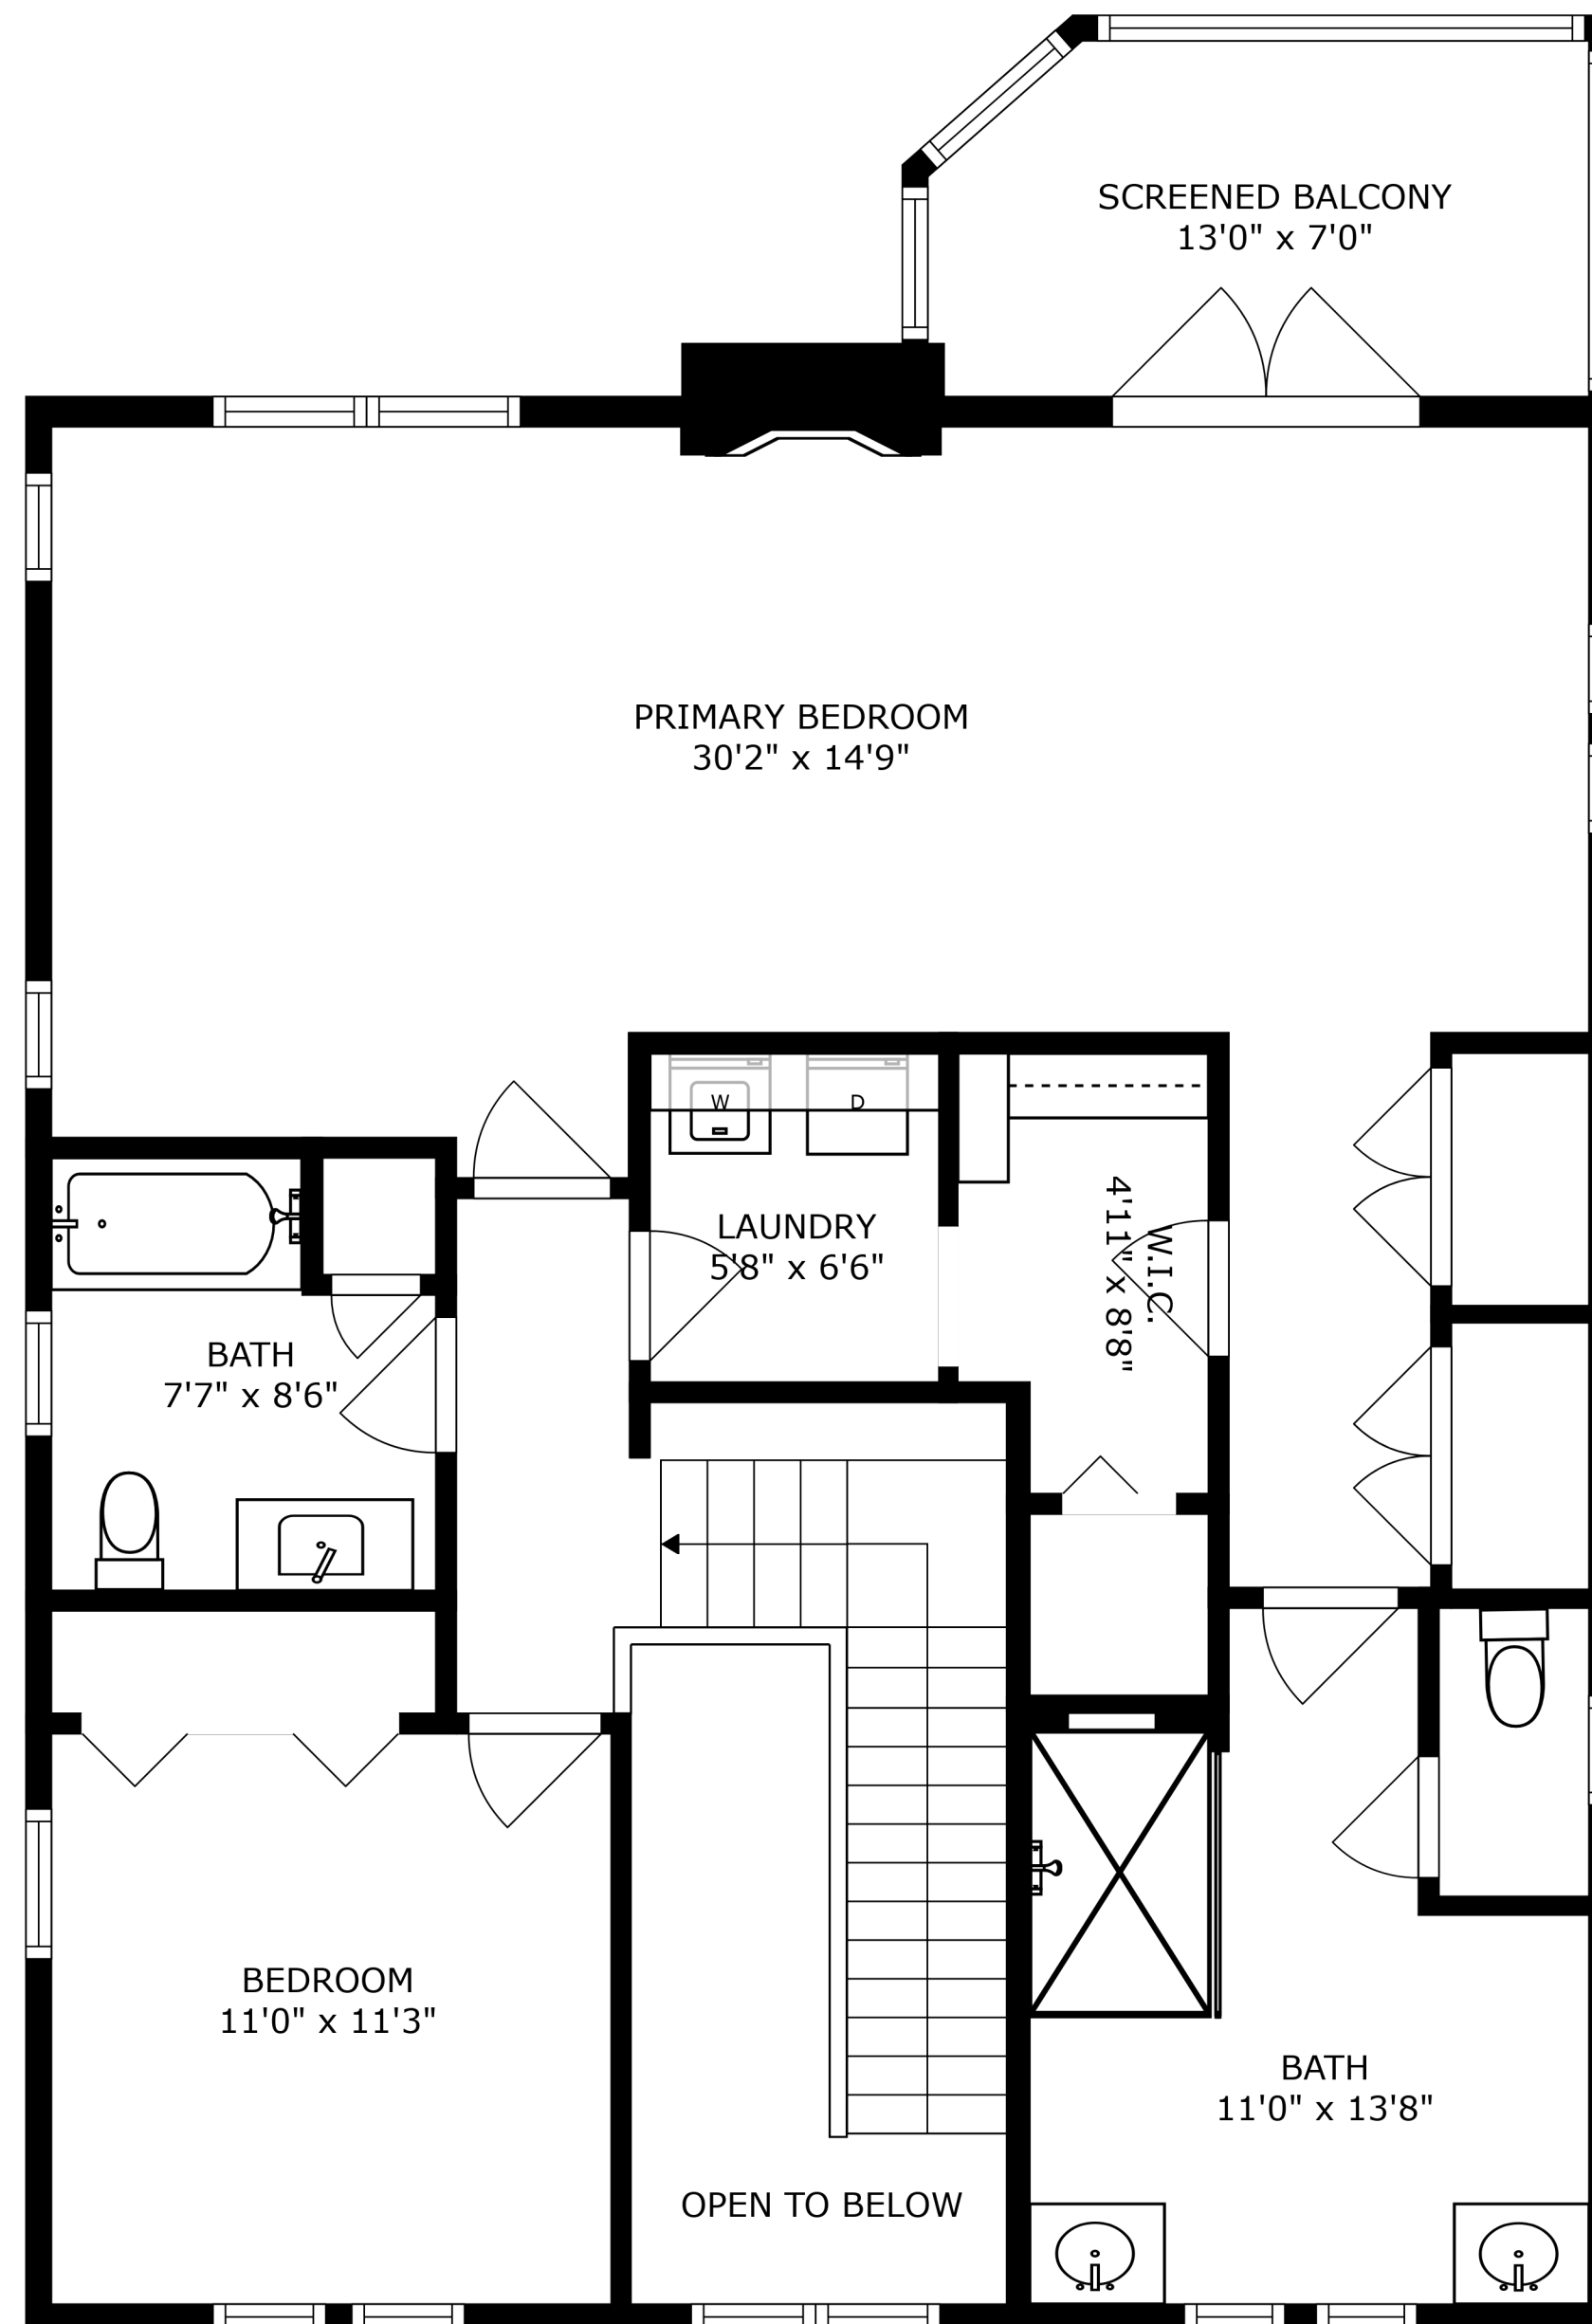 SCREENED BALCONY
13'0" x 7'0"
PRIMARY BEDROOM
30'2" x 14'9"
W
D
LAUNDRY
5'8" x 6'6"
W.I.C.
4'11" x 8'8"
BATH
7'7" x 8'6"
BEDROOM
11'0" x 11'3"
BATH
11'0" x 13'8"
OPEN TO BELOW